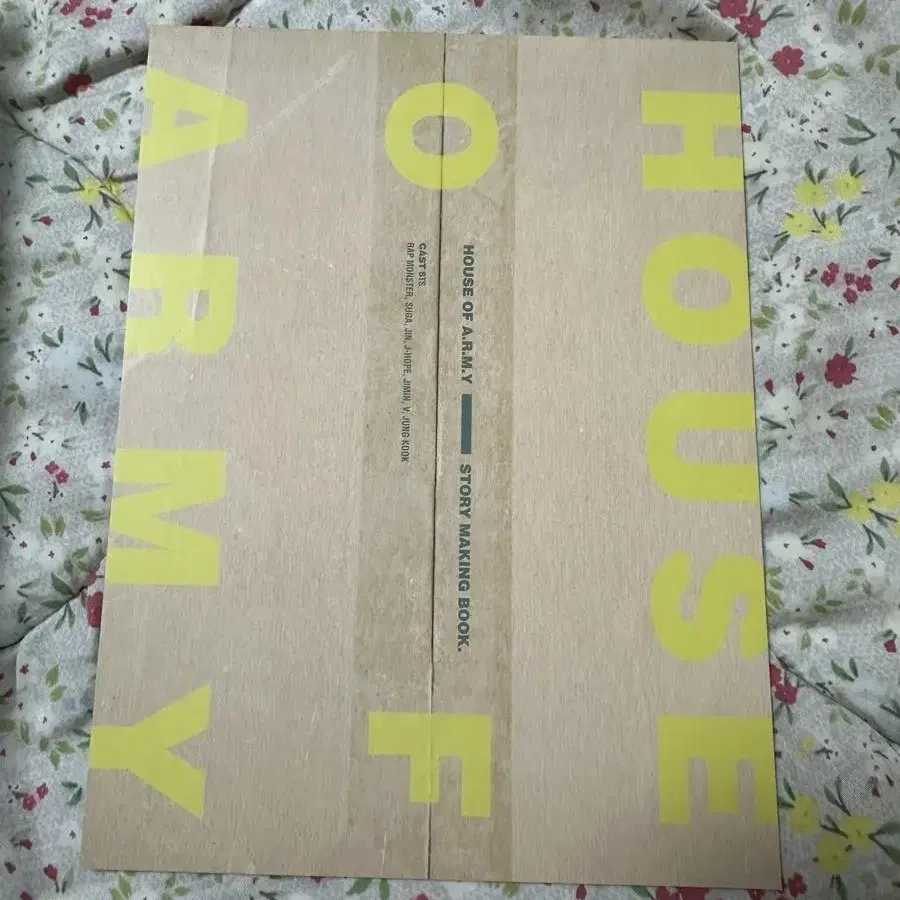 HOUSE
OF
HOUSE OF A.R.M.Y STORY MAKING BOOK.
CAST BTS
RAP MONSTER, SUGA, JIN, J-HOPE, JIMIN, V, JUNG KOOK
ARMY